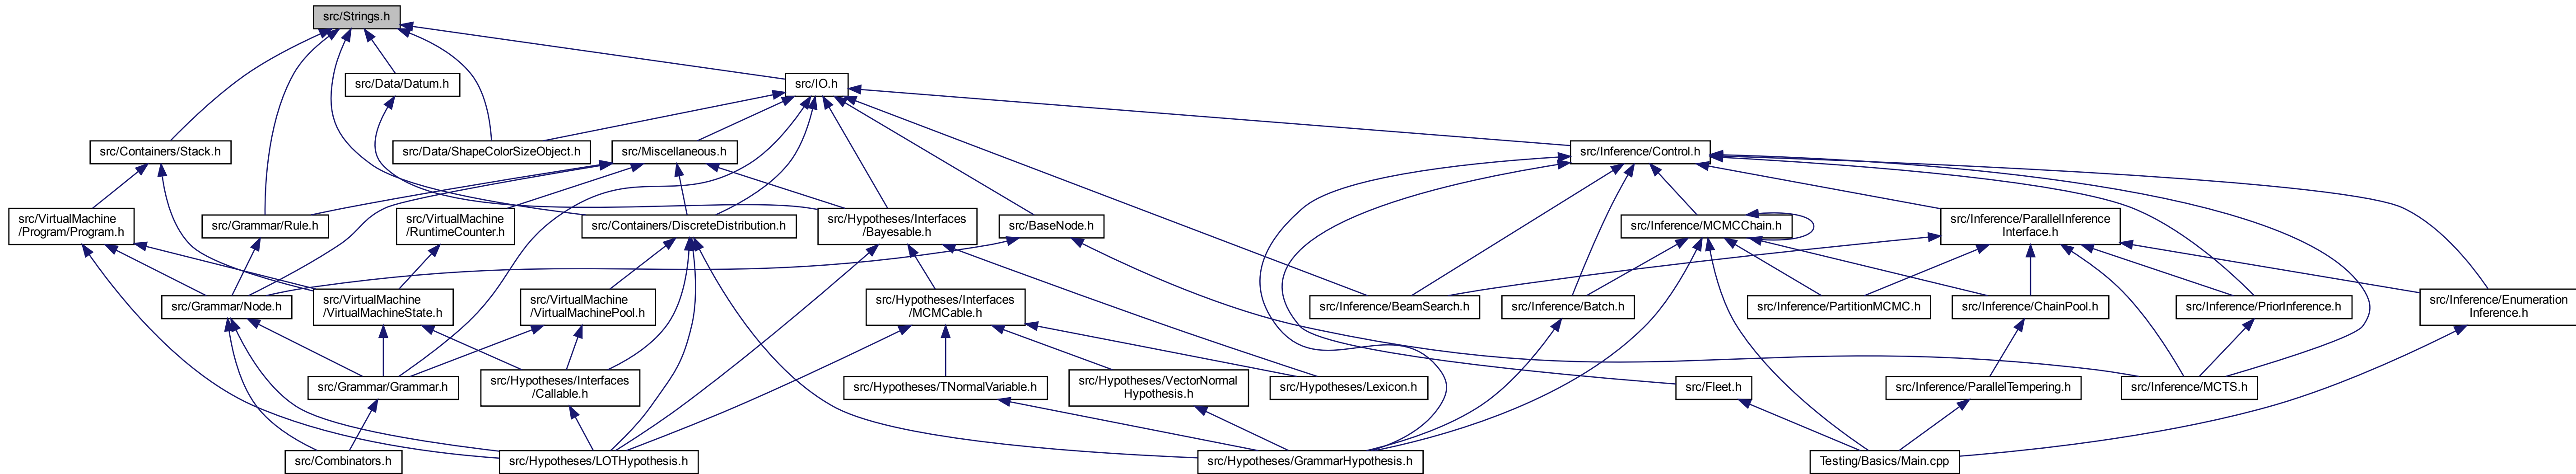 src/Strings.h
src/Data/Datum.h
src/IO.h
src/Containers/Stack.h
src/Data/ShapeColorSizeObject.h
src/Miscellaneous.h
src/Inference/Control.h
src/VirtualMachine
/Program/Program.h
src/Grammar/Rule.h
src/VirtualMachine
/RuntimeCounter.h
src/Containers/DiscreteDistribution.h
src/Hypotheses/Interfaces
/Bayesable.h
src/BaseNode.h
src/Inference/MCMCChain.h
src/Inference/ParallelInference
Interface.h
src/Grammar/Node.h
src/VirtualMachine
/VirtualMachineState.h
src/VirtualMachine
/VirtualMachinePool.h
src/Hypotheses/Interfaces
/MCMCable.h
src/Inference/BeamSearch.h
src/Inference/Batch.h
src/Inference/PartitionMCMC.h
src/Inference/ChainPool.h
src/Inference/PriorInference.h
src/Inference/Enumeration
Inference.h
src/Grammar/Grammar.h
src/Hypotheses/Interfaces
/Callable.h
src/Hypotheses/TNormalVariable.h
src/Hypotheses/VectorNormal
Hypothesis.h
src/Hypotheses/Lexicon.h
src/Fleet.h
src/Inference/ParallelTempering.h
src/Inference/MCTS.h
src/Combinators.h
src/Hypotheses/LOTHypothesis.h
src/Hypotheses/GrammarHypothesis.h
Testing/Basics/Main.cpp